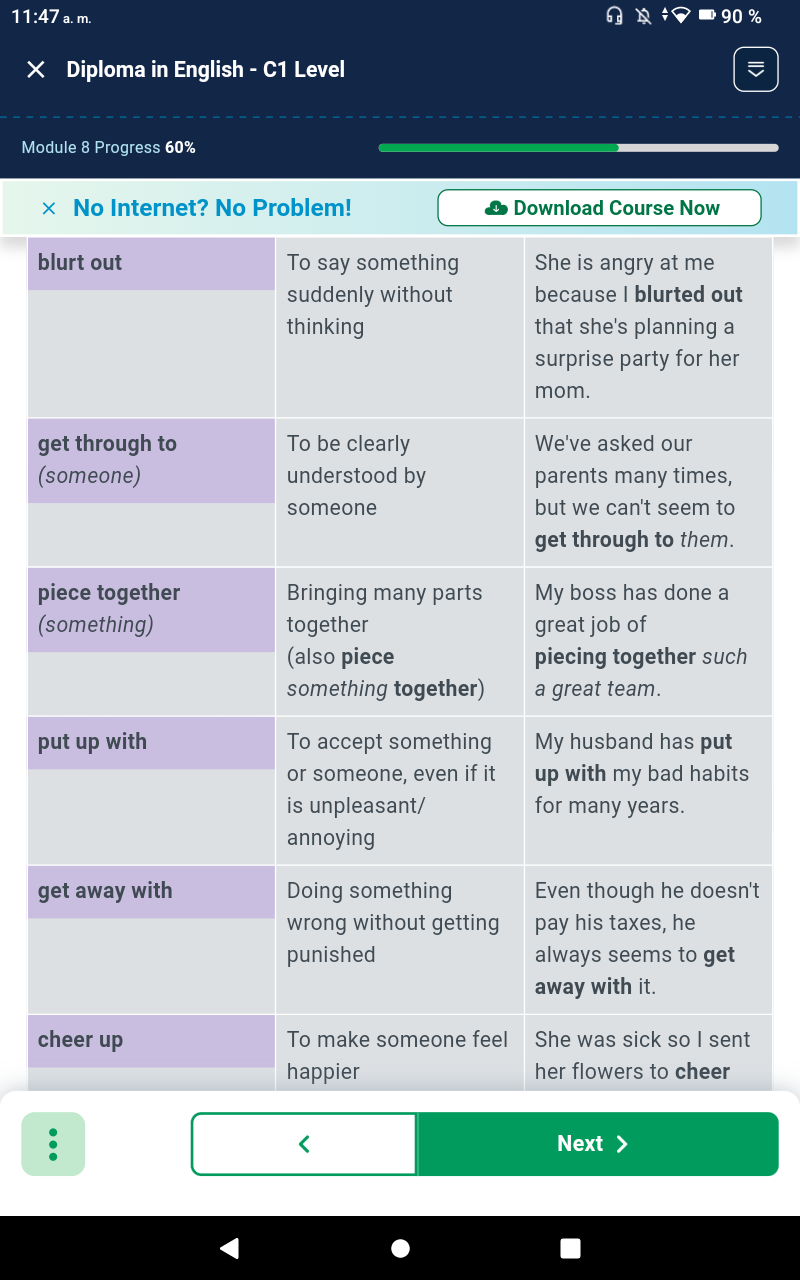 11:47 a. m.
90 %
Diploma in English - C1 Level
Module 8 Progress 60%
No Internet? No Problem!
Download Course Now
blurt out
To say something
suddenly without
thinking
She is angry at me
because I blurted out
that she's planning a
surprise party for her
mom.
get through to
(someone)
To be clearly
understood by
someone
We've asked our
parents many times,
but we can't seem to
get through to them.
piece together
(something)
Bringing many parts
together
(also piece
something together)
My boss has done a
great job of
piecing together such
a great team.
put up with
To accept something
or someone, even if it
is unpleasant/
annoying
My husband has put
up with my bad habits
for many years.
get away with
Doing something
wrong without getting
punished
Even though he doesn't
pay his taxes, he
always seems to get
away with it.
cheer up
To make someone feel
happier
She was sick so I sent
her flowers to cheer
Next